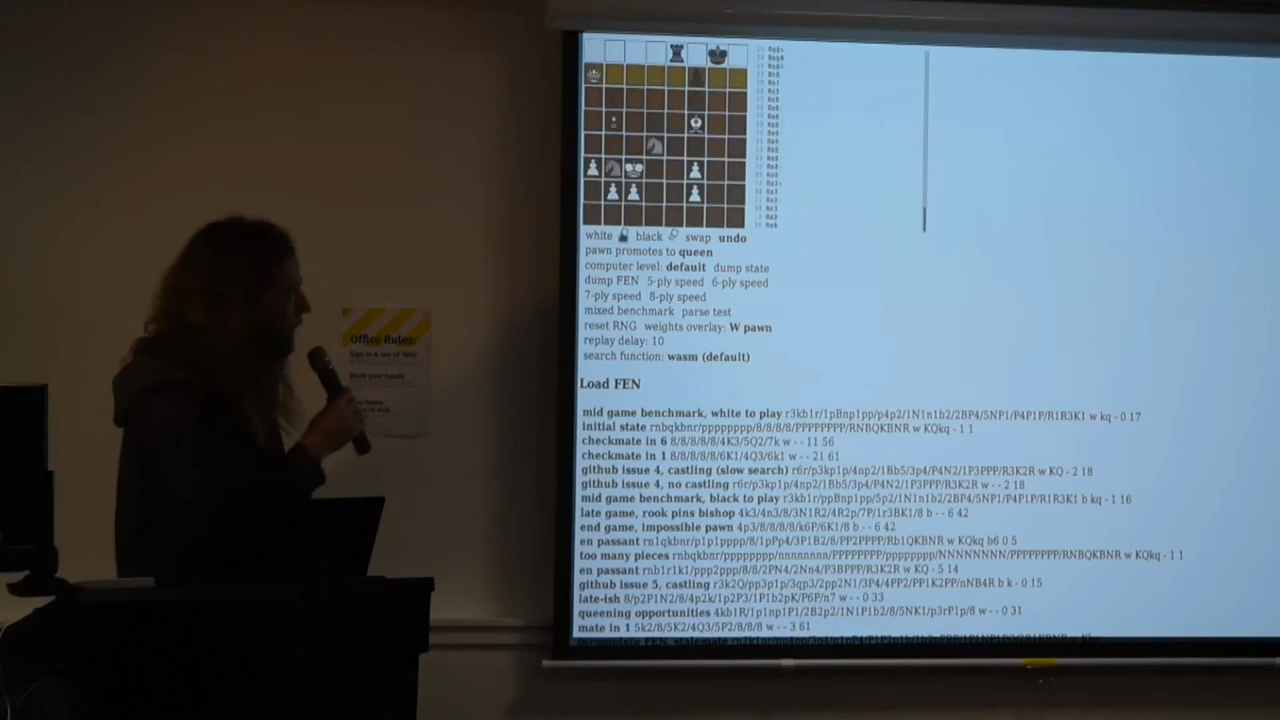 white black swap undo
pawn promotes to queen
computer level: default dump state
dump FEN 5-ply speed 6-ply speed
7-ply speed 8-ply speed
mixed benchmark parse test
reset RNG weights overlay: W pawn
replay delay: 10
search function: wasm (default)
Load FEN
mid game benchmark, white to play r3kb1r/1pBnp1pp/p4p2/1N1n1b2/2BP4/5NP1/P4P1P/R1R3K1 w kq - 0 17
initial state rnbqkbnr/pppppppp/8/8/8/8/PPPPPPPP/RNBQKBNR w KQkq - 1 1
checkmate in 6 8/8/8/8/8/4K3/5Q2/7k w - - 11 56
checkmate in 1 8/8/8/8/8/6K1/4Q3/6k1 w - - 21 61
github issue 4, castling (slow search) r6r/p3kp1p/4np2/1Bb5/3p4/P4N2/1P3PPP/R3K2R w KQ - 2 18
github issue 4, no castling r6r/p3kp1p/4np2/1Bb5/3p4/P4N2/1P3PPP/R3K2R w - - 2 18
mid game benchmark, black to play r3kb1r/ppBnp1pp/5p2/1N1n1b2/2BP4/5NP1/P4P1P/R1R3K1 b kq - 1 16
late game, rook pins bishop 4k3/4n3/8/3N1R2/4R2p/7P/1r3BK1/8 b - - 6 42
end game, impossible pawn 4p3/8/8/8/8/k6P/6K1/8 b - - 6 42
en passant rn1qkbnr/p1p1pppp/8/1pPp4/3P1B2/8/PP2PPPP/Rb1QKBNR w KQkq b6 0 5
too many pieces rnbqkbnr/pppppppp/nnnnnnnn/PPPPPPPP/pppppppp/NNNNNNNN/PPPPPPPP/RNBQKBNR w KQkq - 1 1
en passant rnb1r1k1/ppp2ppp/8/8/2PN4/2Nn4/P3BPPP/R3K2R w KQ - 5 14
github issue 5, castling r3k2Q/pp3p1p/3qp3/2pp2N1/3P4/4PP2/PP1K2PP/nNB4R b k - 0 15
late-ish 8/p2P1N2/8/4p2k/1p2P3/1P1b2pK/P6P/n7 w - - 0 33
queening opportunities 4kb1R/1p1np1P1/2B2p2/1N1P1b2/8/5NK1/p3rP1p/8 w - - 0 31
mate in 1 5k2/8/5K2/4Q3/5P2/8/8/8 w - - 3 61
Office Rules: